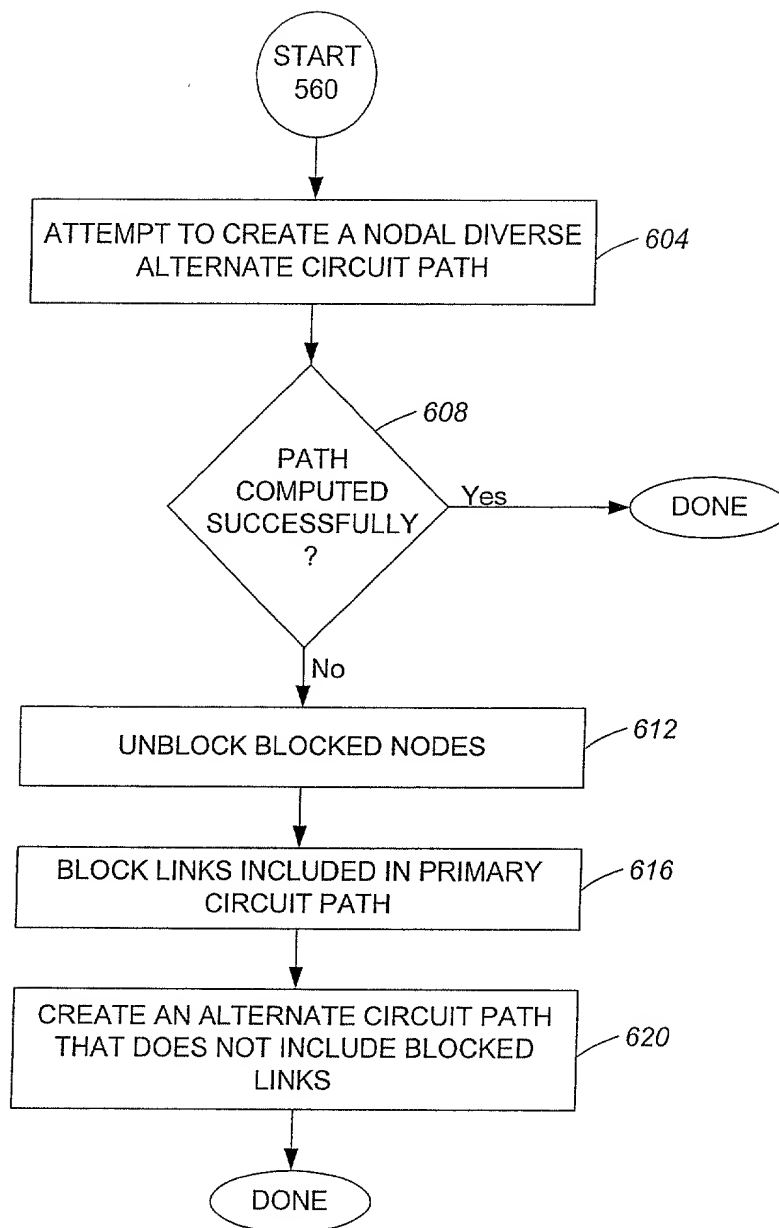 START
560
ATTEMPT TO CREATE A NODAL DIVERSE
ALTERNATE CIRCUIT PATH
604
608
PATH
COMPUTED
SUCCESSFULLY
?
Yes
DONE
No
UNBLOCK BLOCKED NODES
612
BLOCK LINKS INCLUDED IN PRIMARY
CIRCUIT PATH
616
CREATE AN ALTERNATE CIRCUIT PATH
THAT DOES NOT INCLUDE BLOCKED
LINKS
620
DONE